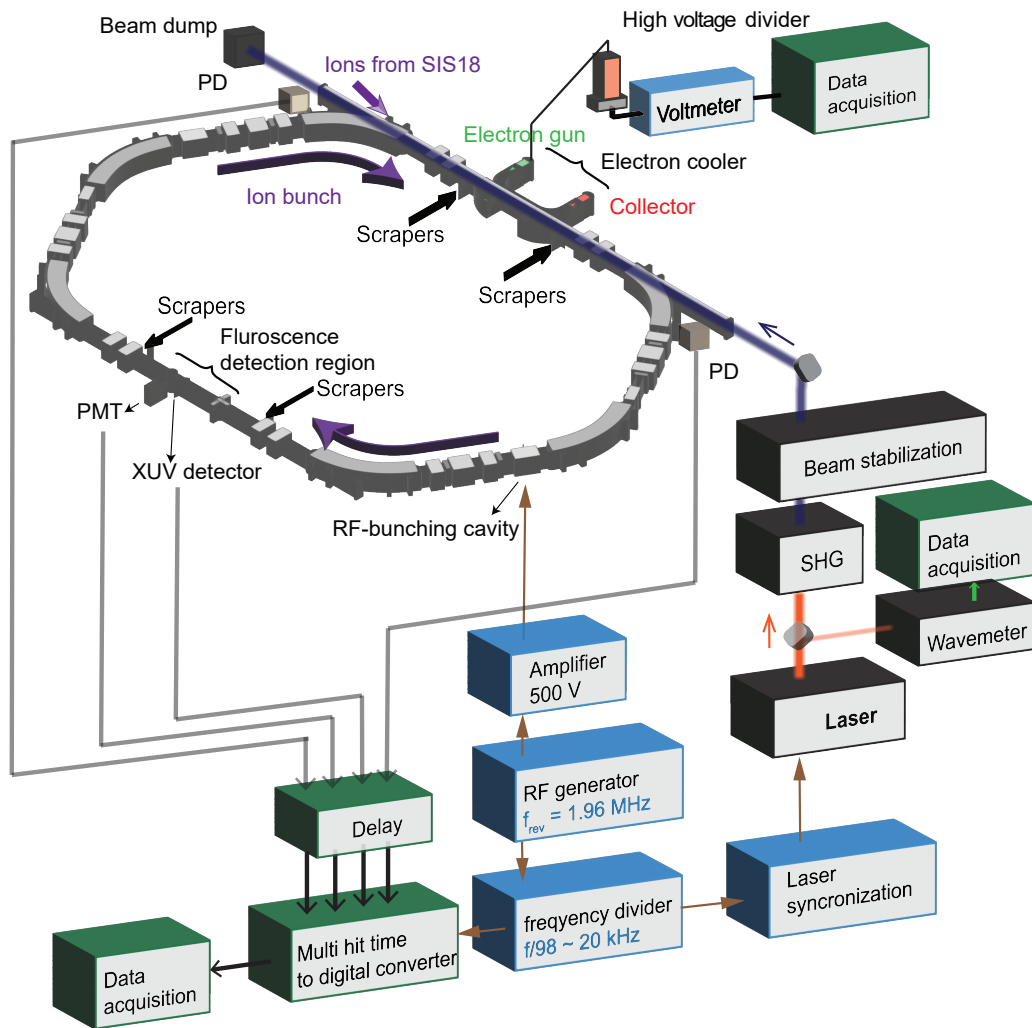 Beam dump
High voltage divider
PD
Ions from SIS18
Voltmeter
Data
acquisition
Electron gun
Electron cooler
Ion bunch
Collector
Scrapers
Scrapers
Scrapers
Fluroscence
detection region
Scrapers
PD
PMT
XUV detector
RF-bunching cavity
Beam stabilization
SHG
Data
acquisition
Wavemeter
Laser
Amplifier
500 V
RF generator
f_rev = 1.96 MHz
Delay
Laser
syncronization
freqyency divider
f/98 ~ 20 kHz
Multi hit time
to digital converter
Data
acquisition